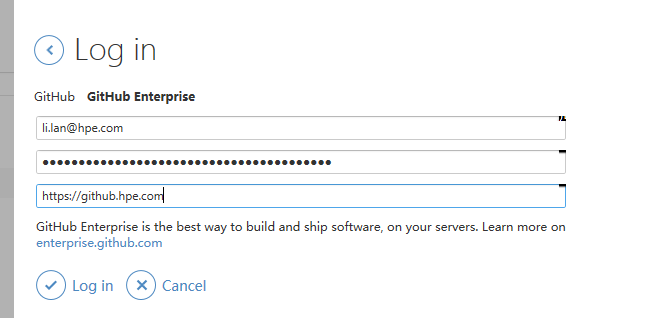 Log in
GitHub GitHub Enterprise
li.lan@hpe.com
••••••••••••••••••••••••••••••••••••••••
https://github.hpe.com
GitHub Enterprise is the best way to build and ship software, on your servers. Learn more on
enterprise.github.com
Log in Cancel